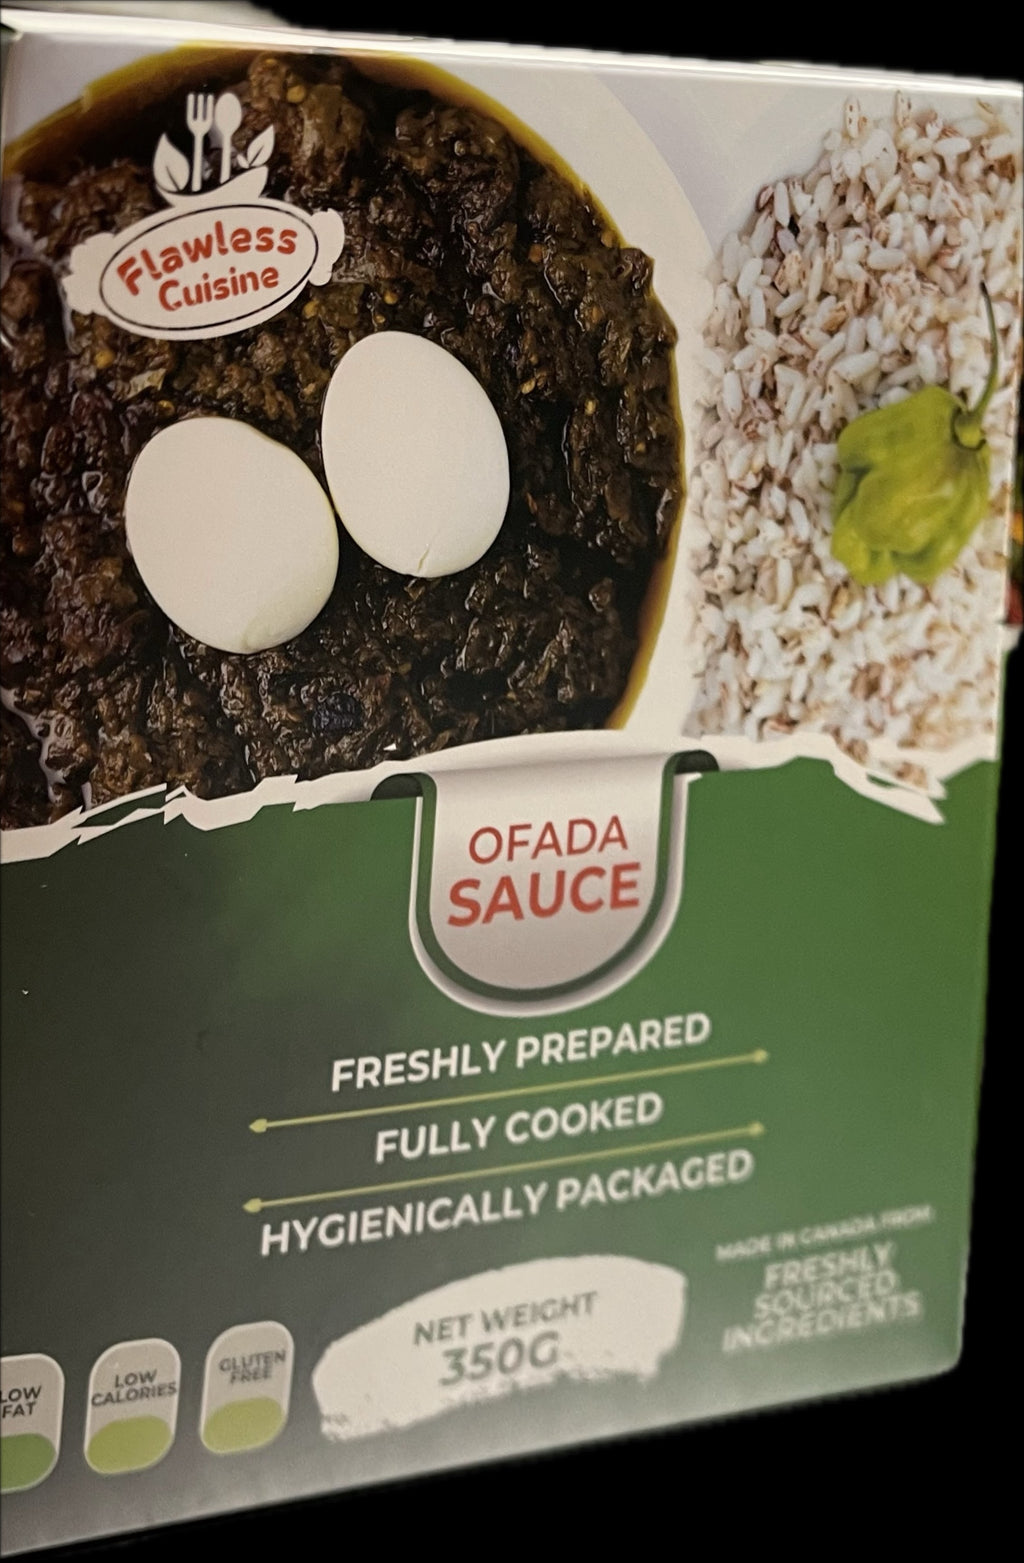 Flawless
Cuisine
OFADA
SAUCE
FRESHLY PREPARED
FULLY COOKED
HYGIENICALLY PACKAGED
MADE IN CANADA FROM
FRESHLY
SOURCED
INGREDIENTS
NET WEIGHT
350G
LOW
FAT
LOW
CALORIES
GLUTEN
FREE